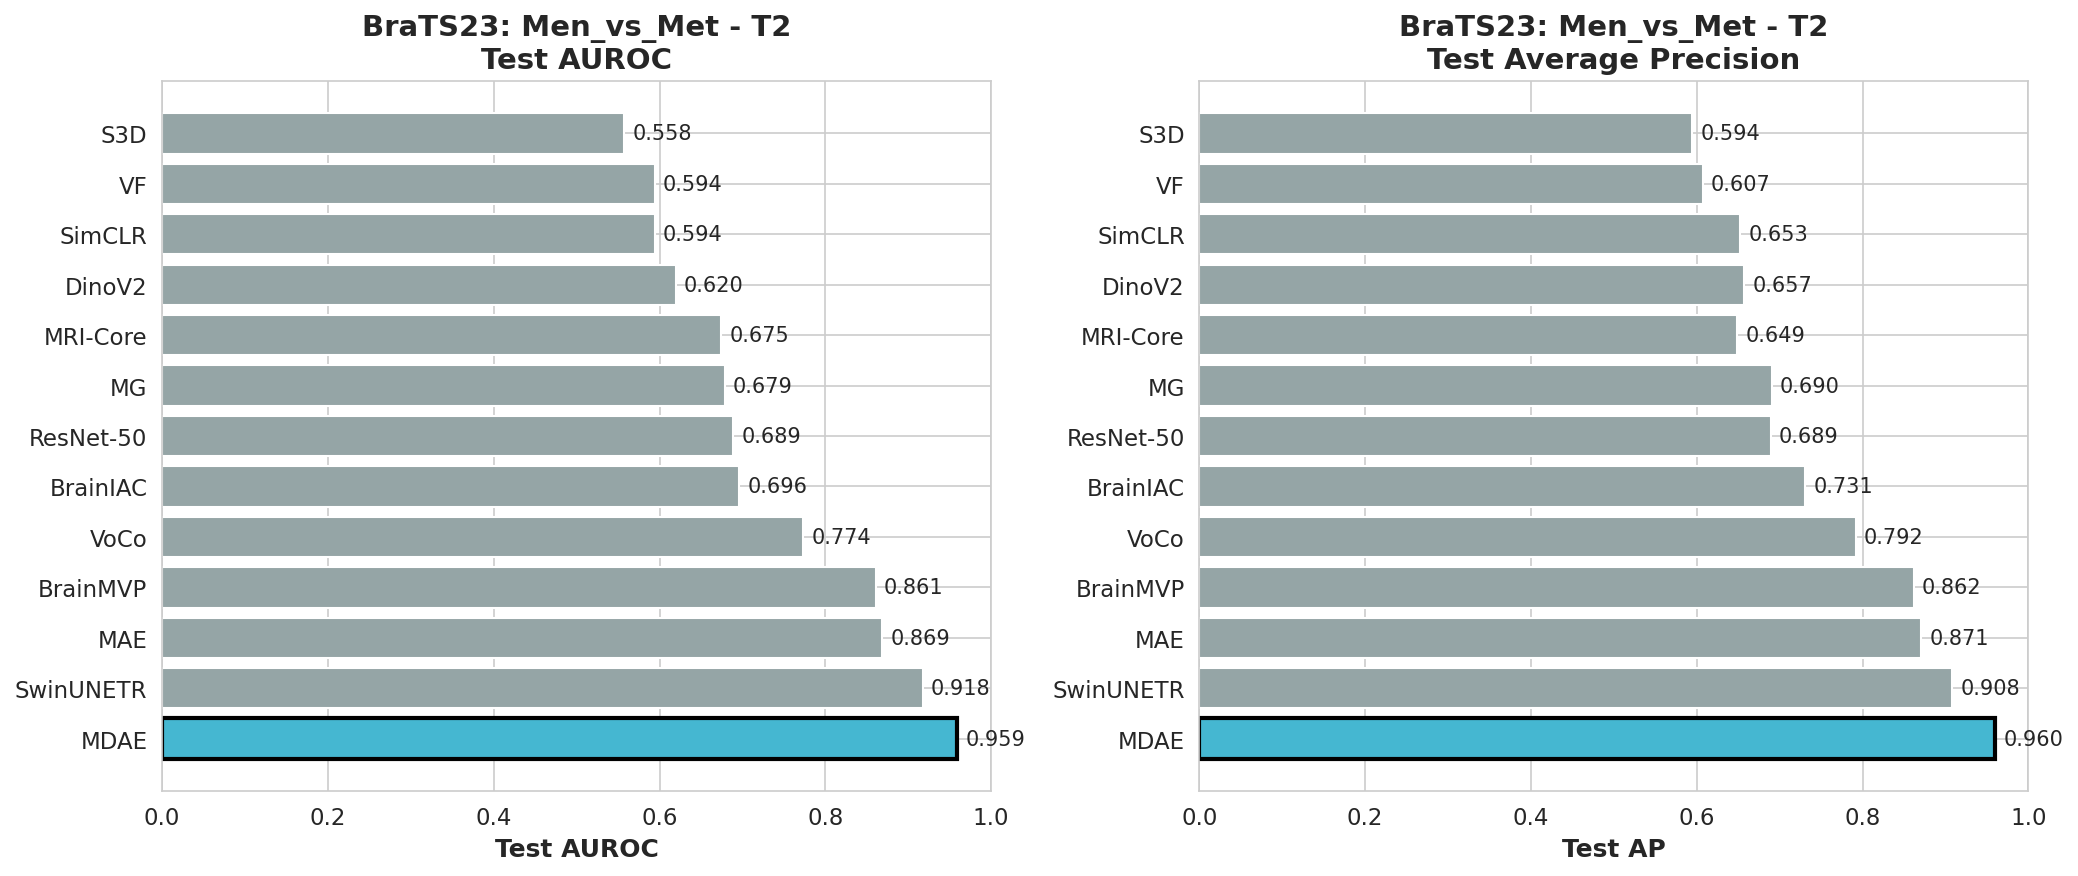 BraTS23: Men_vs_Met - T2
Test AUROC
S3D 0.558
VF 0.594
SimCLR 0.594
DinoV2 0.620
MRI-Core 0.675
MG 0.679
ResNet-50 0.689
BrainIAC 0.696
VoCo 0.774
BrainMVP 0.861
MAE 0.869
SwinUNETR 0.918
MDAE 0.959
0.0 0.2 0.4 0.6 0.8 1.0
Test AUROC
BraTS23: Men_vs_Met - T2
Test Average Precision
S3D 0.594
VF 0.607
SimCLR 0.653
DinoV2 0.657
MRI-Core 0.649
MG 0.690
ResNet-50 0.689
BrainIAC 0.731
VoCo 0.792
BrainMVP 0.862
MAE 0.871
SwinUNETR 0.908
MDAE 0.960
0.0 0.2 0.4 0.6 0.8 1.0
Test AP